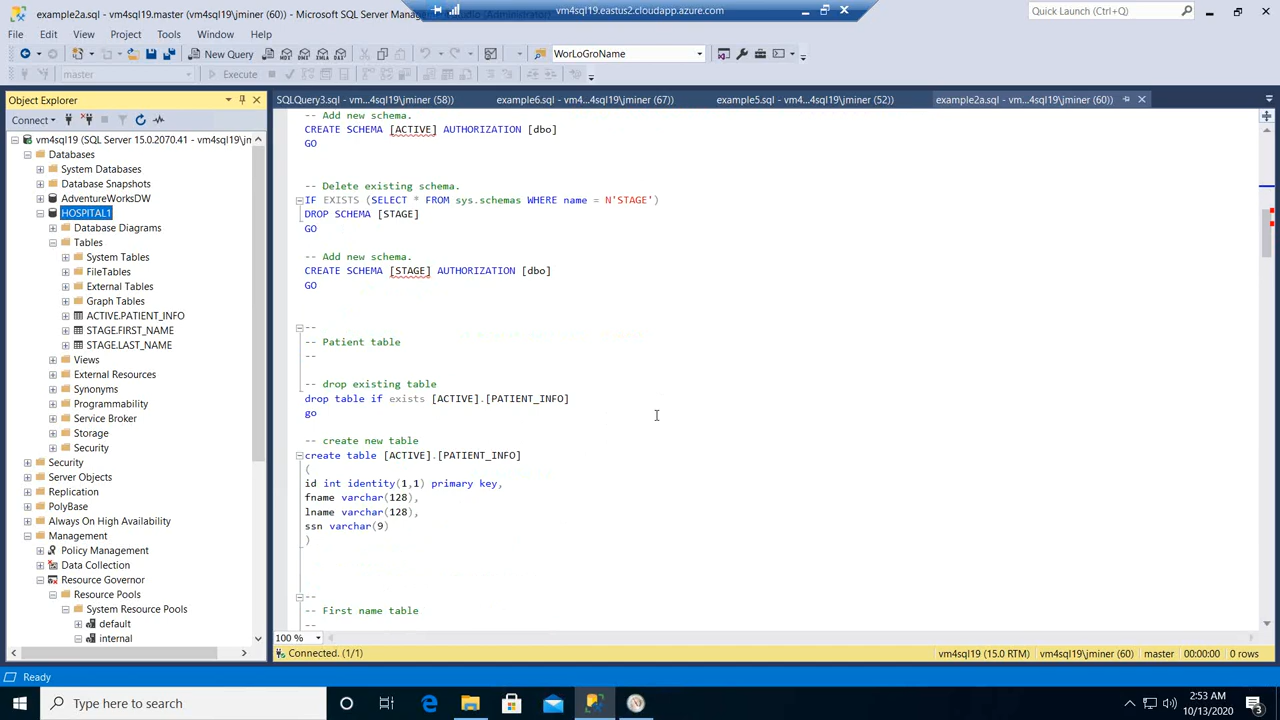 example2a.sql - vm4sql19.master (vm4sql19\jminer (60)) - Microsoft SQL Server Man
vm4sql19.eastus2.cloudapp.azure.com
Quick Launch (Ctrl+Q)
File Edit View Project Tools Window Help
New Query
WorLoGroName
master
Execute
Object Explorer
SQLQuery3.sql - vm...4sql19\jminer (58))
example6.sql - vm...4sql19\jminer (67))
example5.sql - vm...4sql19\jminer (52))
example2a.sql - vm...4sql19\jminer (60))
Connect
vm4sql19 (SQL Server 15.0.2070.41 - vm4sql19\jm
Databases
System Databases
Database Snapshots
AdventureWorksDW
HOSPITAL1
Database Diagrams
Tables
System Tables
FileTables
External Tables
Graph Tables
ACTIVE.PATIENT_INFO
STAGE.FIRST_NAME
STAGE.LAST_NAME
Views
External Resources
Synonyms
Programmability
Service Broker
Storage
Security
Security
Server Objects
Replication
PolyBase
Always On High Availability
Management
Policy Management
Data Collection
Resource Governor
Resource Pools
System Resource Pools
default
internal
-- Add new schema.
CREATE SCHEMA [ACTIVE] AUTHORIZATION [dbo]
GO
-- Delete existing schema.
IF EXISTS (SELECT * FROM sys.schemas WHERE name = N'STAGE')
DROP SCHEMA [STAGE]
GO
-- Add new schema.
CREATE SCHEMA [STAGE] AUTHORIZATION [dbo]
GO
--
-- Patient table
--
-- drop existing table
drop table if exists [ACTIVE].[PATIENT_INFO]
go
-- create new table
create table [ACTIVE].[PATIENT_INFO]
(
id int identity(1,1) primary key,
fname varchar(128),
lname varchar(128),
ssn varchar(9)
)
--
-- First name table
--
100 %
Connected. (1/1)
vm4sql19 (15.0 RTM)
vm4sql19\jminer (60)
master
00:00:00
0 rows
Ready
Type here to search
2:53 AM
10/13/2020
3